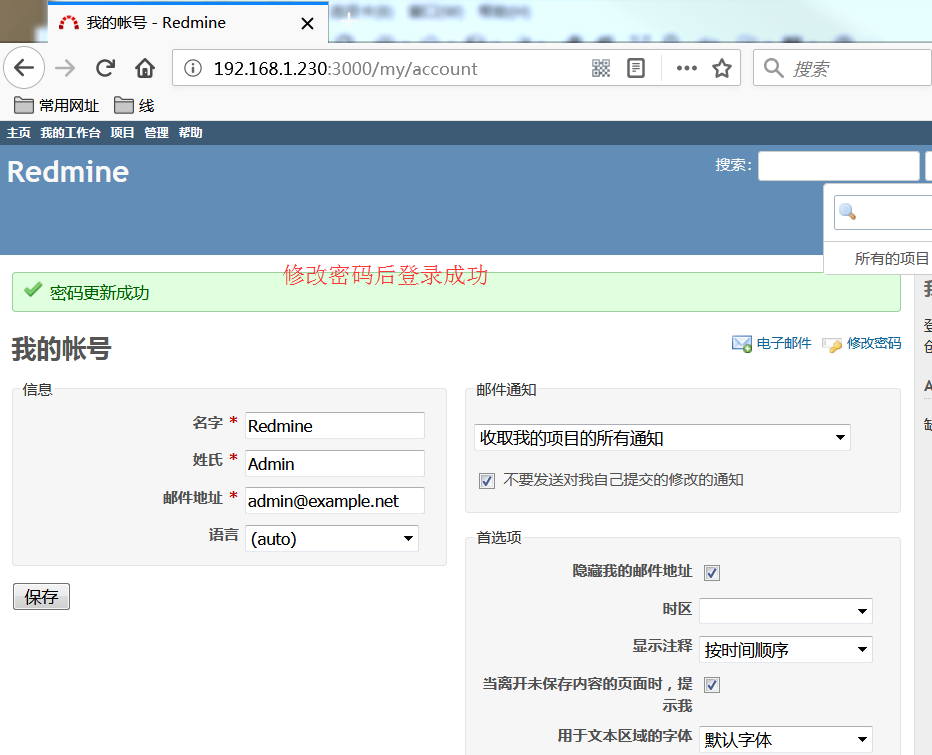 我的帐号 - Redmine
192.168.1.230:3000/my/account
搜索
常用网址 线
主页 我的工作台 项目 管理 帮助
Redmine
搜索:
所有的项目
修改密码后登录成功
密码更新成功
我的帐号
电子邮件 修改密码
信息
名字 * Redmine
姓氏 * Admin
邮件地址 * admin@example.net
语言 (auto)
保存
邮件通知
收取我的项目的所有通知
不要发送对我自己提交的修改的通知
首选项
隐藏我的邮件地址
时区
显示注释 按时间顺序
当离开未保存内容的页面时，提
示我
用于文本区域的字体 默认字体